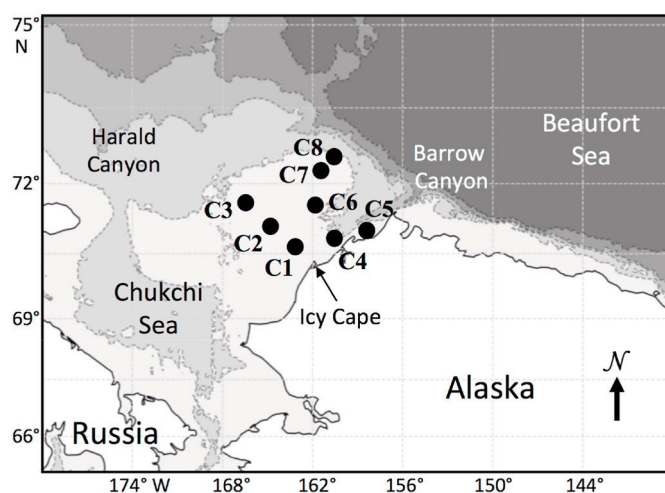 75°
N
Harald
Canyon
Beaufort
Sea
Barrow
Canyon
C8
C7
72°
C3
C6
C5
C2
C1
C4
Chukchi
Sea
Icy Cape
69°
𝒩
Alaska
66°
Russia
174° W
168°
162°
156°
150°
144°